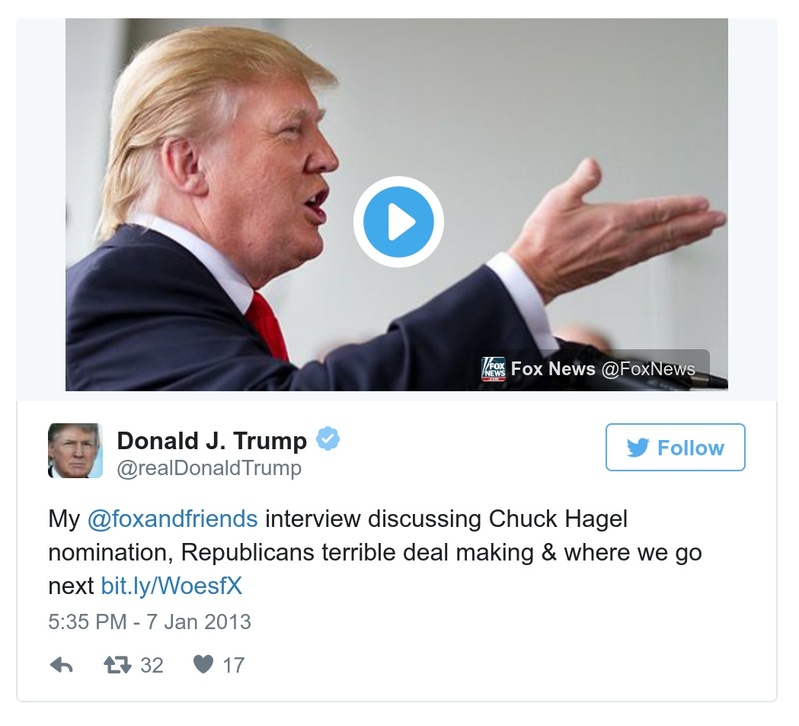 FOX
NEWS
Fox News @FoxNews
Donald J. Trump
@realDonaldTrump
Follow
My @foxandfriends interview discussing Chuck Hagel
nomination, Republicans terrible deal making & where we go
next bit.ly/WoesfX
5:35 PM - 7 Jan 2013
32 17